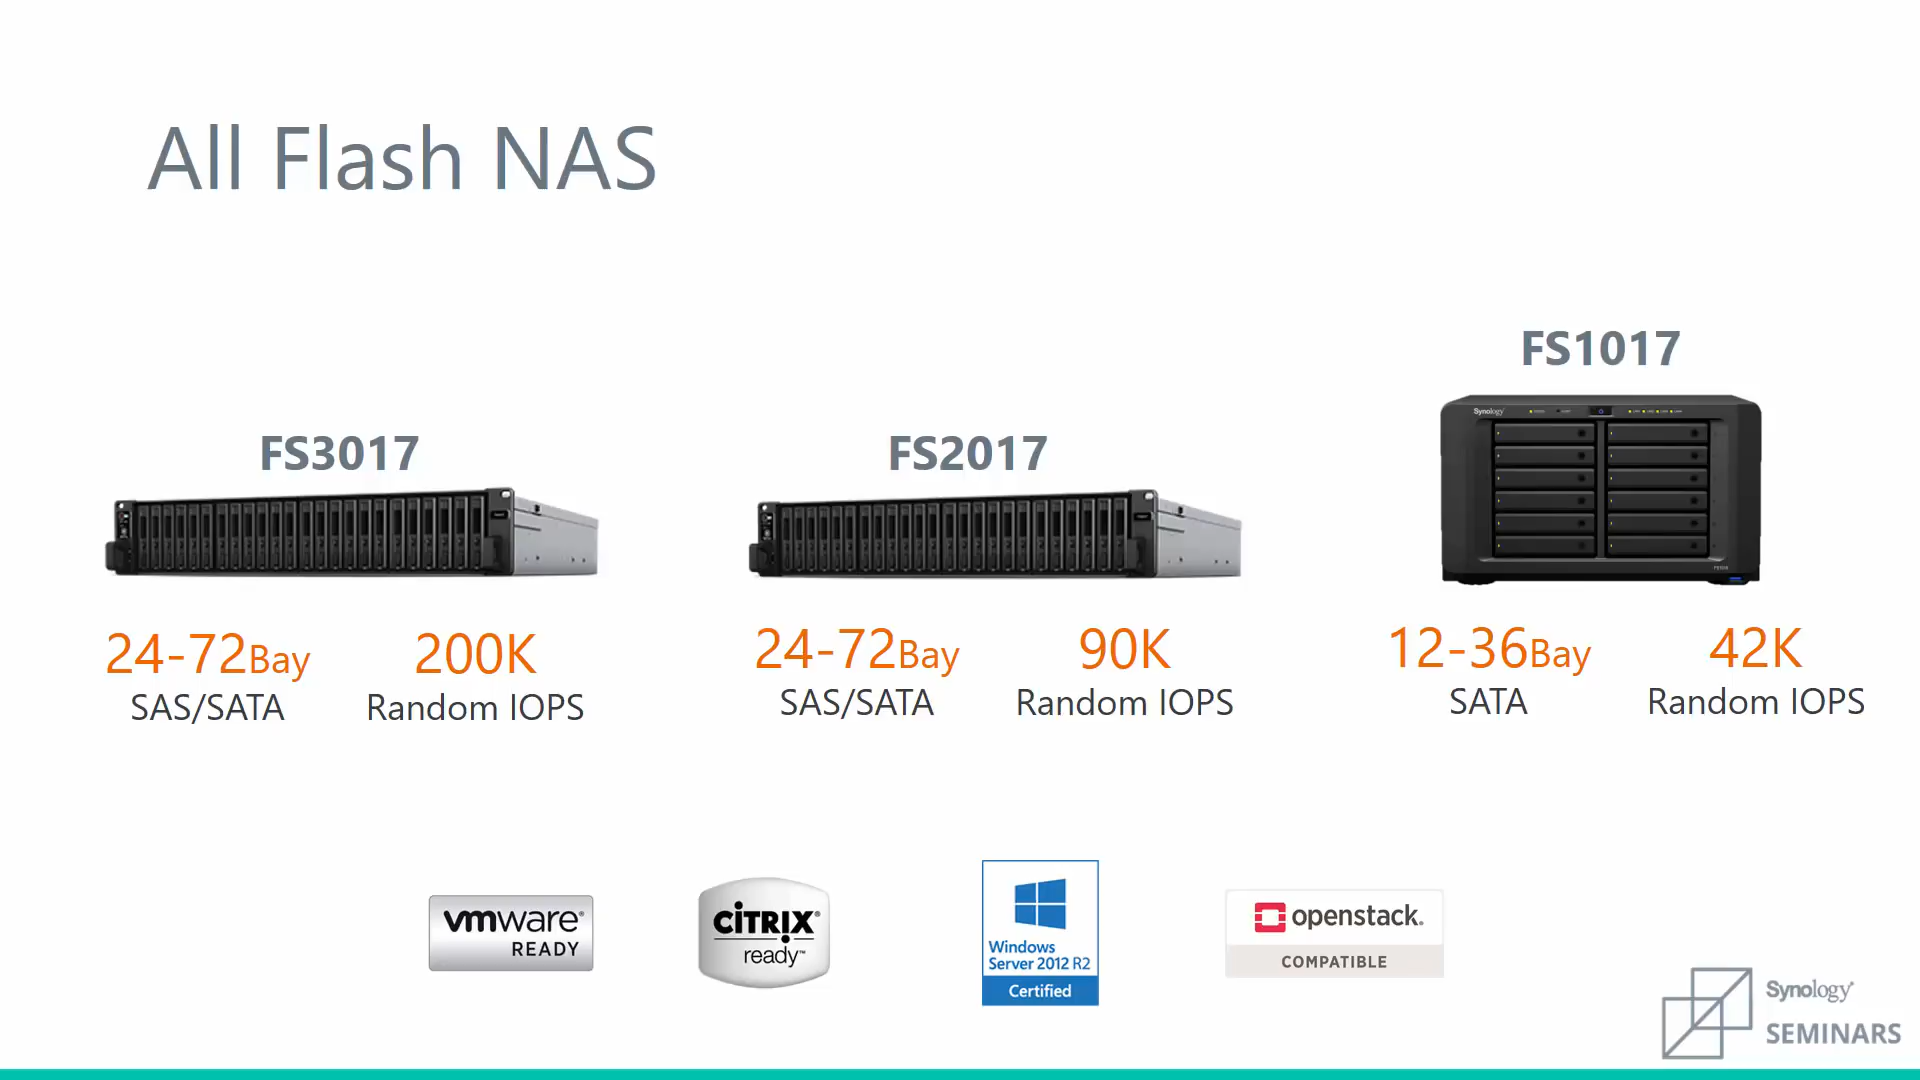 All Flash NAS
FS3017
24-72Bay
SAS/SATA
200K
Random IOPS
FS2017
24-72Bay
SAS/SATA
90K
Random IOPS
FS1017
Synology
12-36Bay
SATA
42K
Random IOPS
vmware®
READY
CITRIX®
ready™
Windows
Server 2012 R2
Certified
openstack.
COMPATIBLE
Synology®
SEMINARS